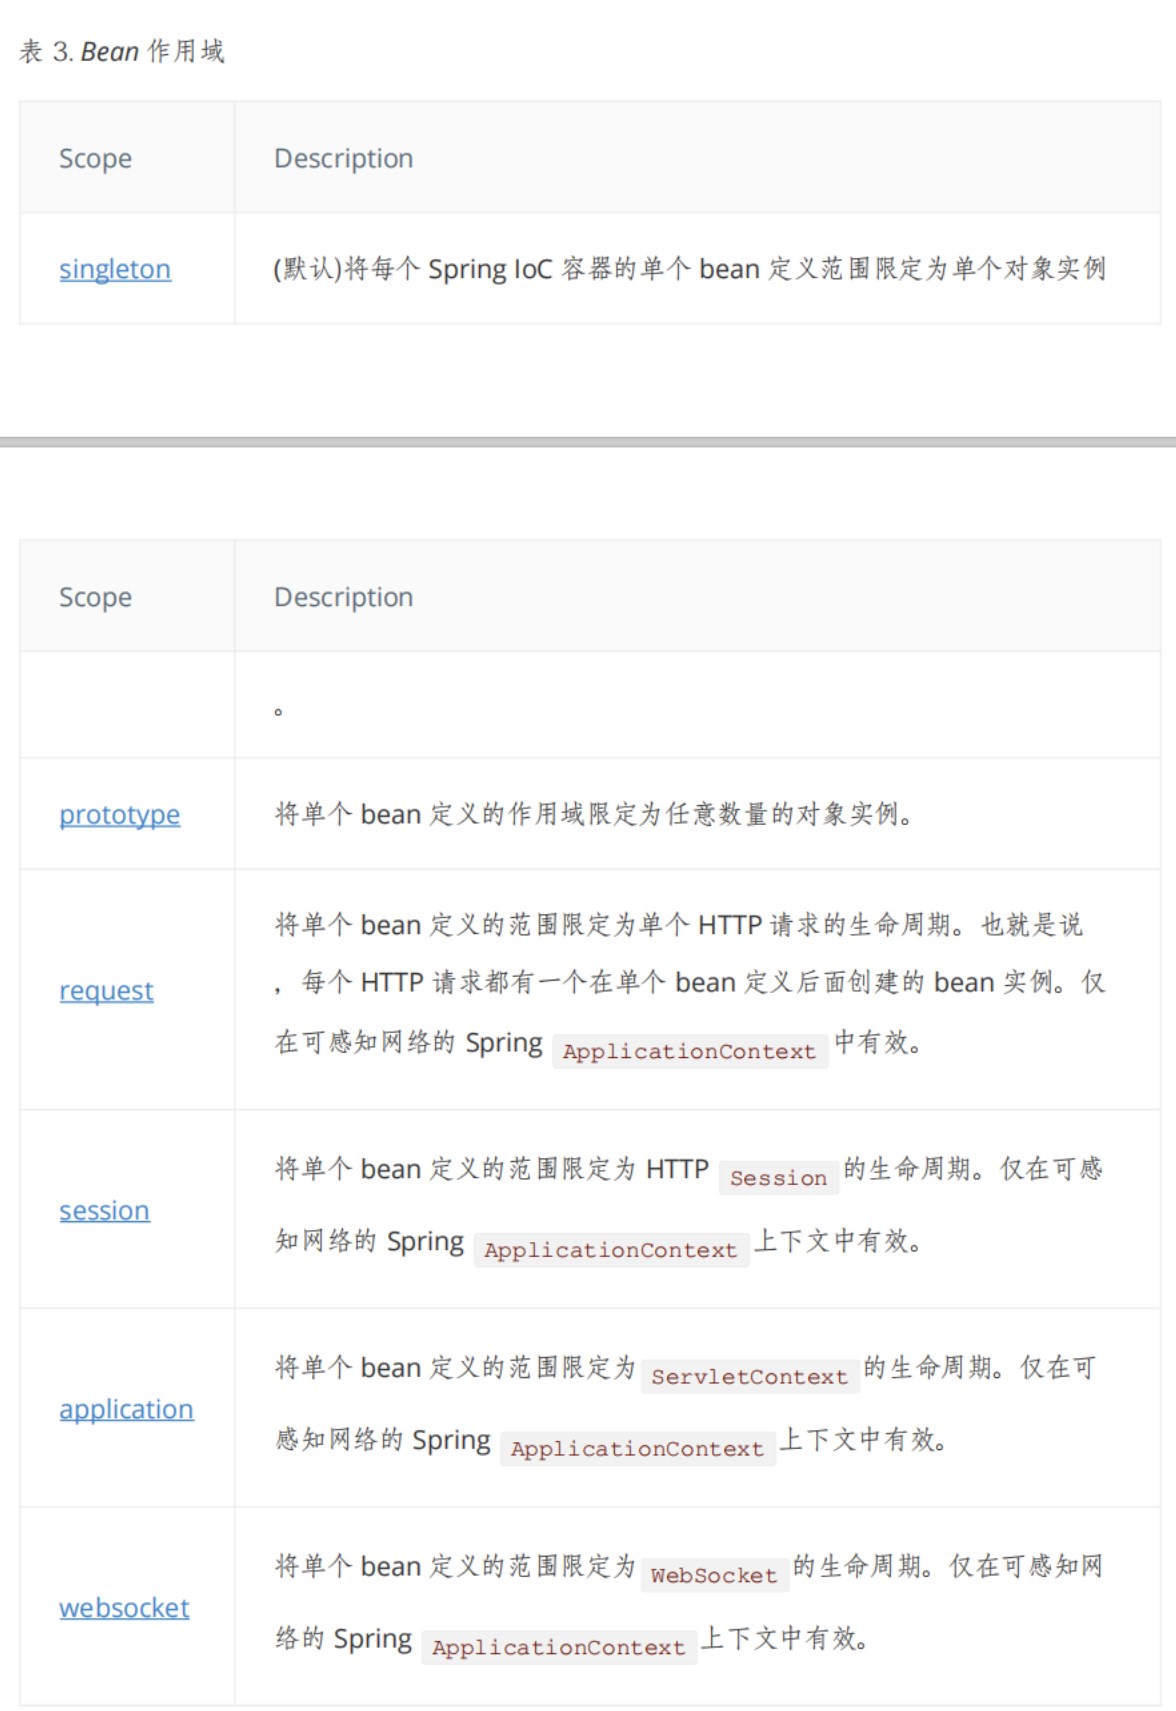 表 3. Bean 作用域
Scope
Description
singleton
(默认)将每个 Spring IoC 容器的单个 bean 定义范围限定为单个对象实例
Scope
Description
。
prototype
将单个 bean 定义的作用域限定为任意数量的对象实例。
request
将单个 bean 定义的范围限定为单个 HTTP 请求的生命周期。也就是说
，每个 HTTP 请求都有一个在单个 bean 定义后面创建的 bean 实例。仅
在可感知网络的 Spring ApplicationContext 中有效。
session
将单个 bean 定义的范围限定为 HTTP Session 的生命周期。仅在可感
知网络的 Spring ApplicationContext 上下文中有效。
application
将单个 bean 定义的范围限定为 ServletContext 的生命周期。仅在可
感知网络的 Spring ApplicationContext 上下文中有效。
websocket
将单个 bean 定义的范围限定为 WebSocket 的生命周期。仅在可感知网
络的 Spring ApplicationContext 上下文中有效。